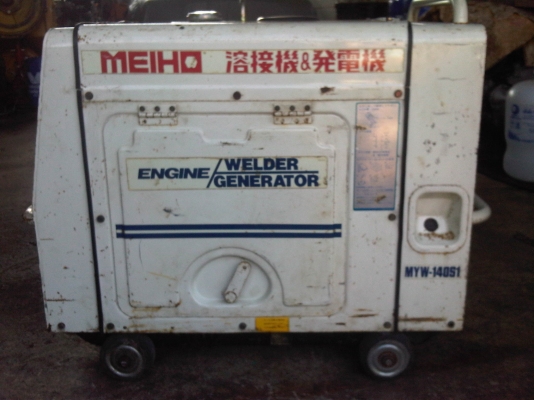 MEIHO 溶接機&発電機
ENGINE/WELDER
GENERATOR
MYW-140S1